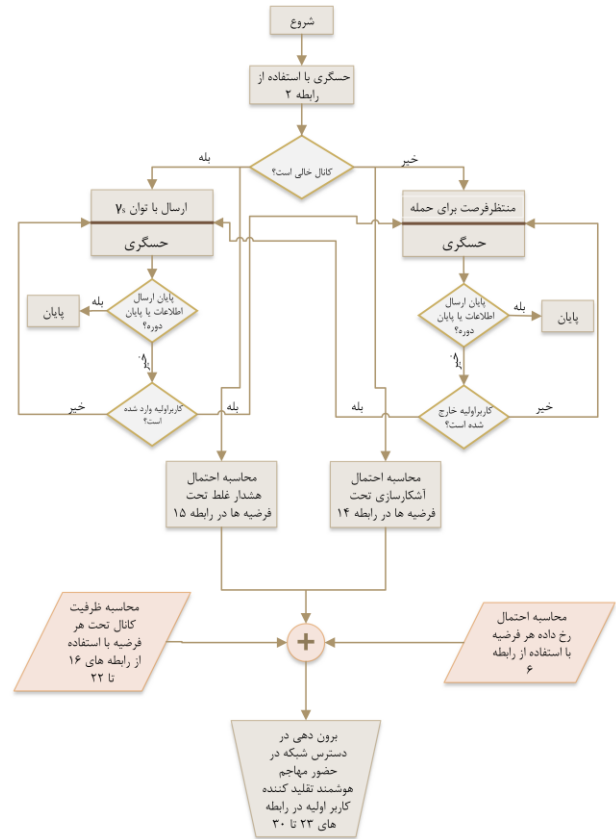 شروع
حسگری با استفاده از
رابطه ۲
کانال خالی است؟
بله
خیر
ارسال با توان γs
حسگری
منتظرفرصت برای حمله
حسگری
پایان ارسال
اطلاعات یا پایان
دوره؟
بله
پایان
خیر
پایان ارسال
اطلاعات یا پایان
دوره؟
بله
پایان
خیر
کاربراولیه وارد شده
است؟
خیر
بله
کاربراولیه خارج
شده است؟
بله
خیر
محاسبه احتمال
هشدار غلط تحت
فرضیه ها در رابطه ۱۵
محاسبه احتمال
آشکارسازی تحت
فرضیه ها در رابطه ۱۴
محاسبه ظرفیت
کانال تحت هر
فرضیه با استفاده
از رابطه های ۱۶
تا ۲۲
+
محاسبه احتمال
رخ داده هر فرضیه
با استفاده از رابطه
۶
برون دهی در
دسترس شبکه در
حضور مهاجم
هوشمند تقلید کننده
کاربر اولیه در رابطه
های ۲۳ تا ۳۰